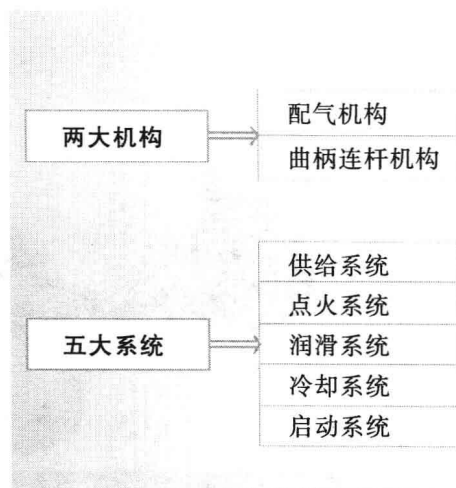 两大机构
配气机构
曲柄连杆机构
五大系统
供给系统
点火系统
润滑系统
冷却系统
启动系统